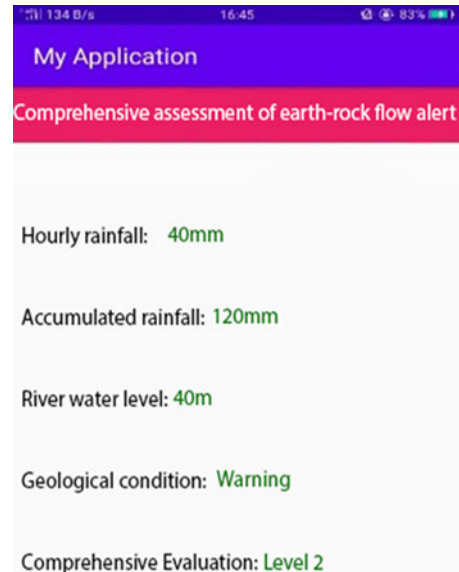 134 B/s 16:45 83%
My Application
Comprehensive assessment of earth-rock flow alert
Hourly rainfall: 40mm
Accumulated rainfall: 120mm
River water level: 40m
Geological condition: Warning
Comprehensive Evaluation: Level 2